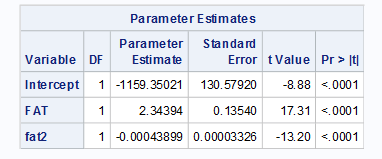 Parameter Estimates
Variable DF Parameter Estimate Standard Error t Value Pr > |t|
Intercept 1 -1159.35021 130.57920 -8.88 <.0001
FAT 1 2.34394 0.13540 17.31 <.0001
fat2 1 -0.00043899 0.00003326 -13.20 <.0001